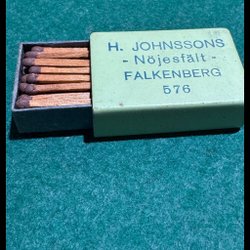 H. JOHNSSONS
- Nöjesfält -
FALKENBERG
576